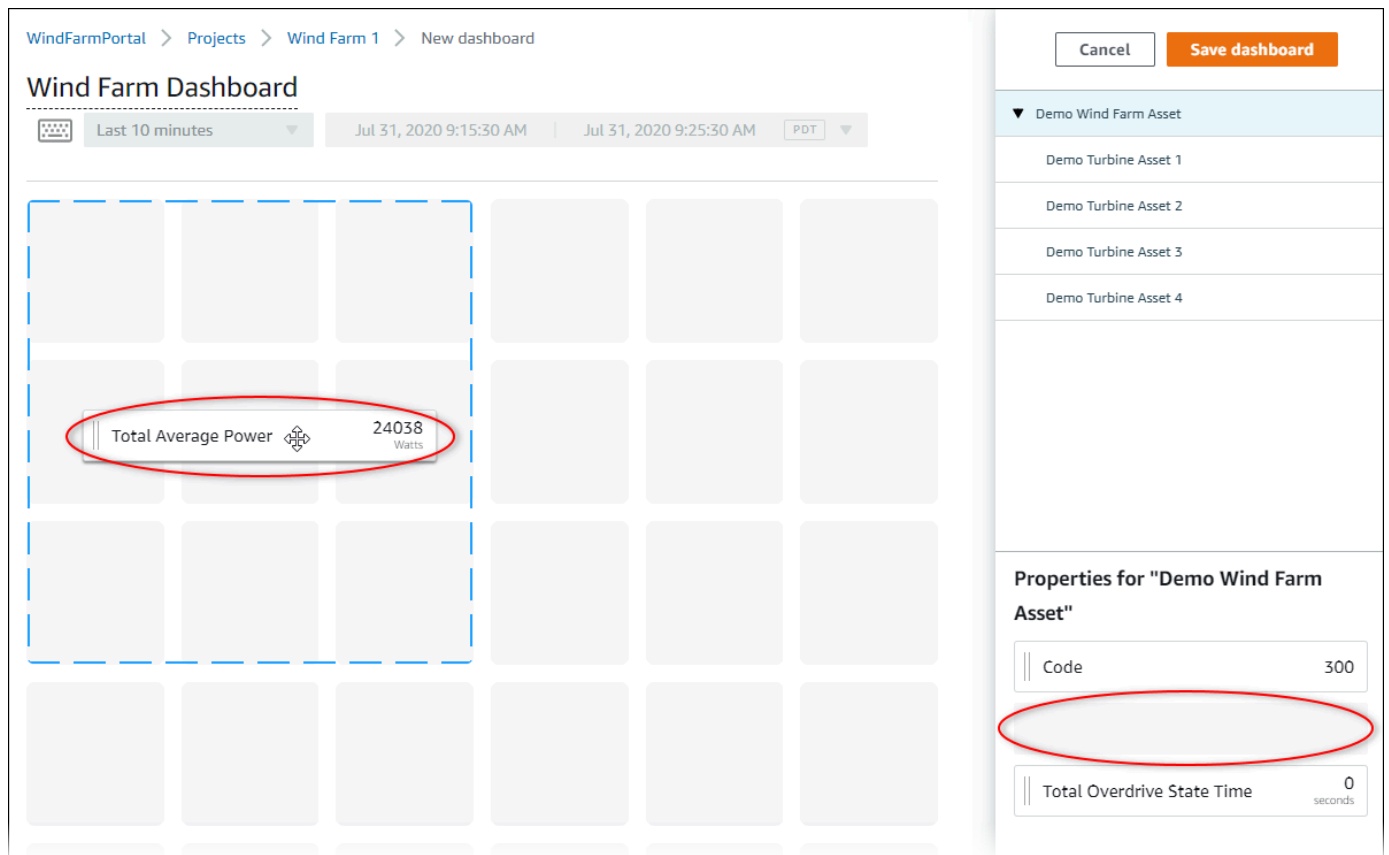 WindFarmPortal > Projects > Wind Farm 1 > New dashboard
Wind Farm Dashboard
Last 10 minutes Jul 31, 2020 9:15:30 AM Jul 31, 2020 9:25:30 AM PDT
Total Average Power 24038
Watts
Cancel Save dashboard
Demo Wind Farm Asset
Demo Turbine Asset 1
Demo Turbine Asset 2
Demo Turbine Asset 3
Demo Turbine Asset 4
Properties for "Demo Wind Farm
Asset"
Code 300
Total Overdrive State Time 0
seconds